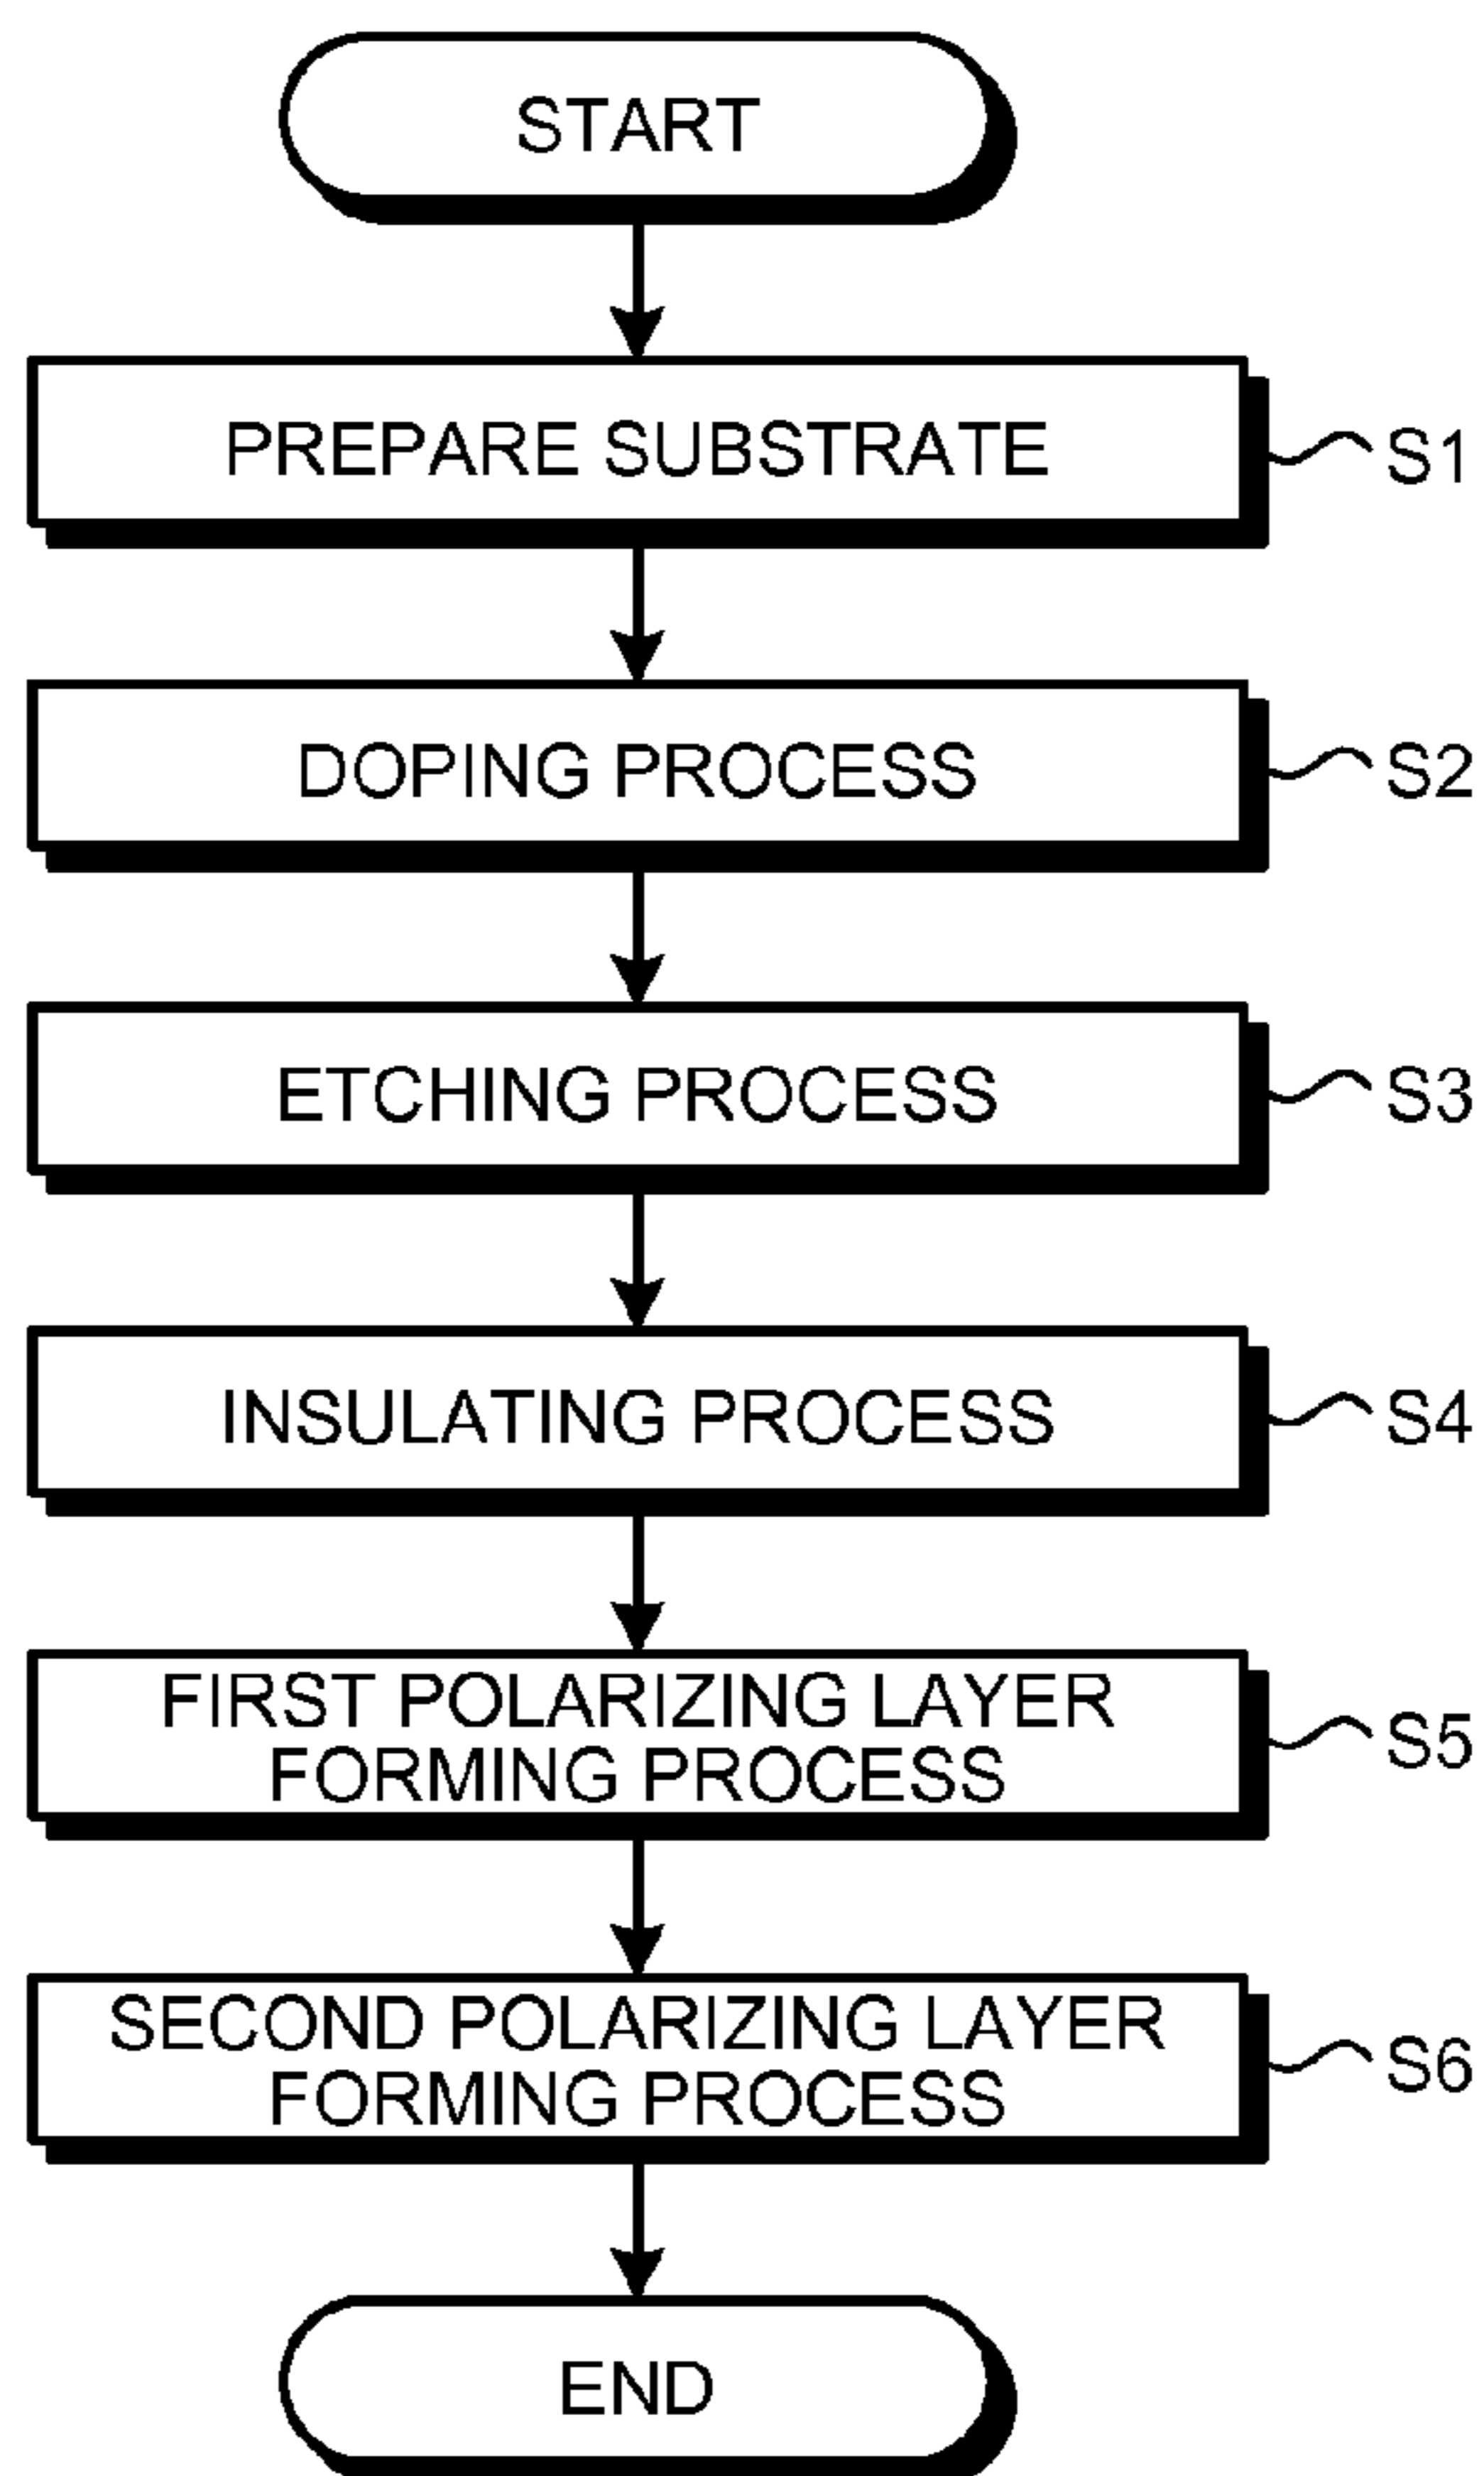 START
PREPARE SUBSTRATE
S1
DOPING PROCESS
S2
ETCHING PROCESS
S3
INSULATING PROCESS
S4
FIRST POLARIZING LAYER
FORMING PROCESS
S5
SECOND POLARIZING LAYER
FORMING PROCESS
S6
END